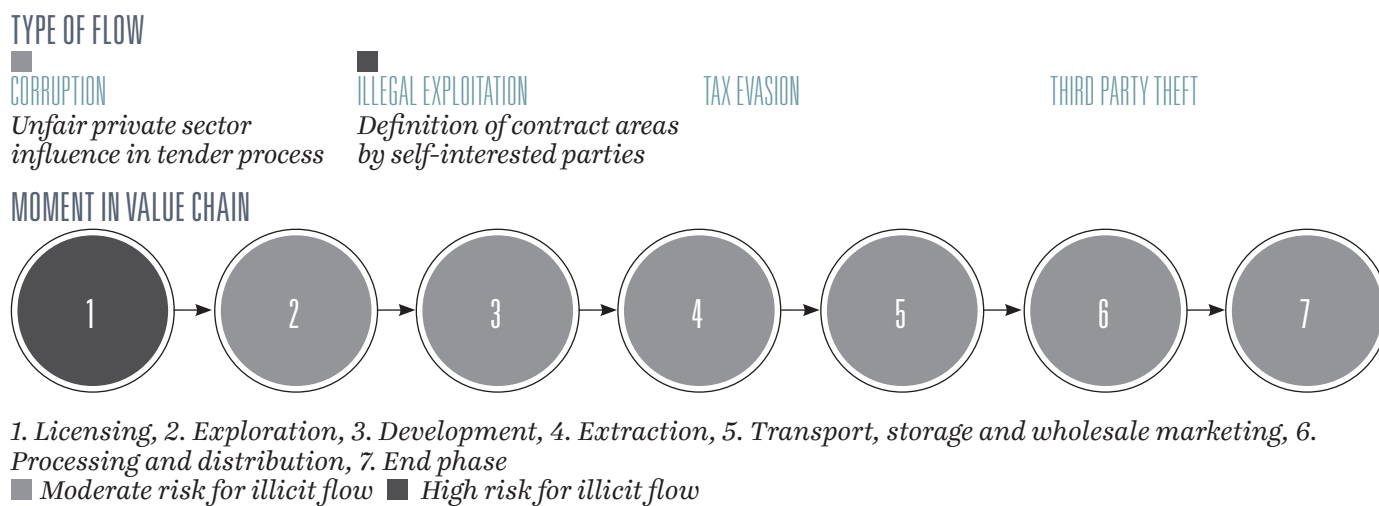 TYPE OF FLOW
CORRUPTION
Unfair private sector
influence in tender process
ILLEGAL EXPLOITATION
Definition of contract areas
by self-interested parties
TAX EVASION
THIRD PARTY THEFT
MOMENT IN VALUE CHAIN
1 2 3 4 5 6 7
1. Licensing, 2. Exploration, 3. Development, 4. Extraction, 5. Transport, storage and wholesale marketing, 6.
Processing and distribution, 7. End phase
Moderate risk for illicit flow High risk for illicit flow